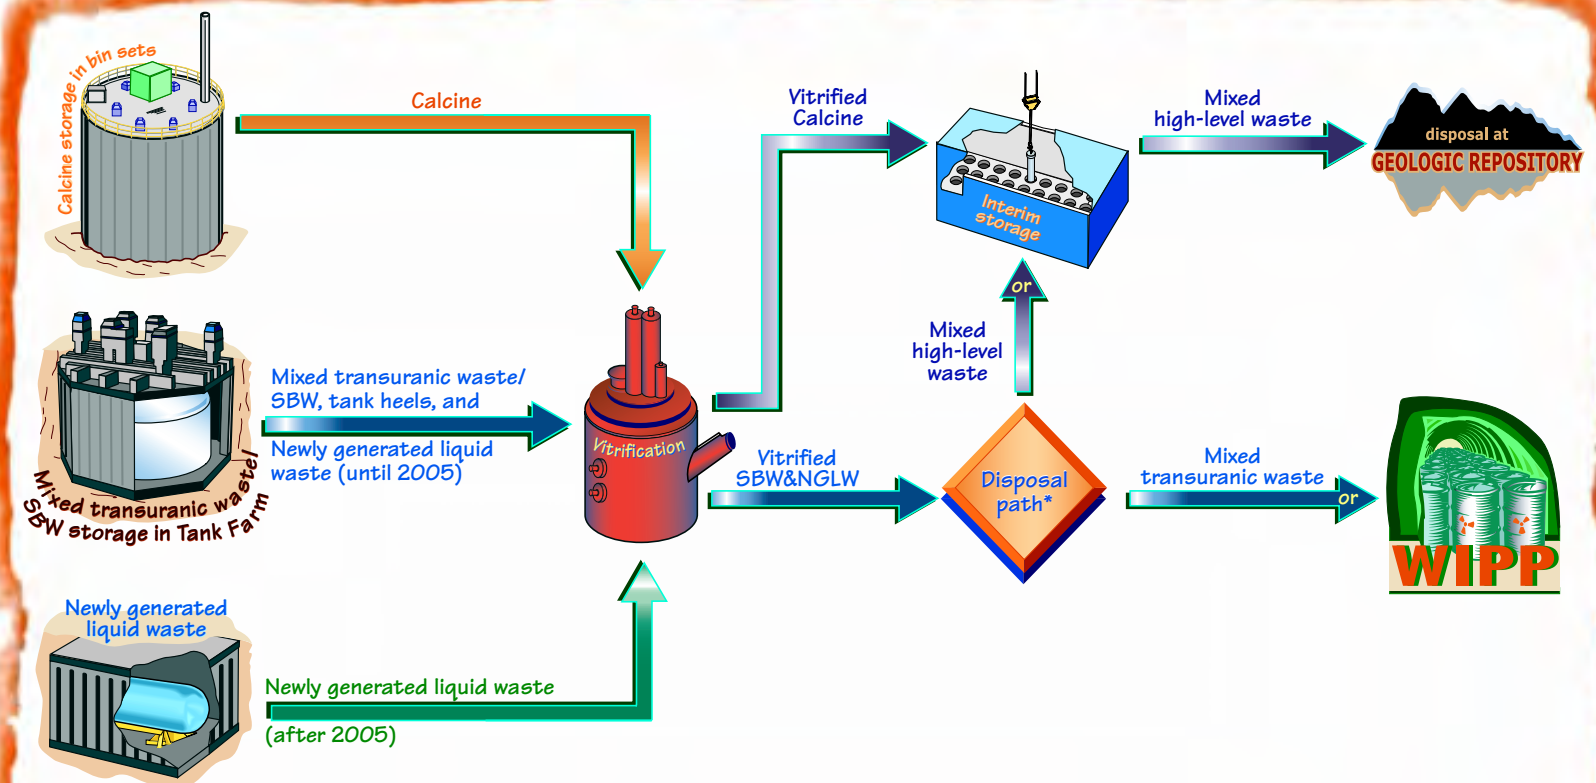 Calcine storage in bin sets
Calcine
Vitrified
Calcine
Mixed
high-level waste
disposal at
GEOLOGIC REPOSITORY
Interim
storage
or
Mixed
high-level
waste
Mixed transuranic waste/
SBW, tank heels, and
Newly generated liquid
waste (until 2005)
Mixed transuranic waste/
SBW storage in Tank Farm
Vitrification
Vitrified
SBW&NGLW
Disposal
path*
Mixed
transuranic waste
or
WIPP
Newly generated
liquid waste
Newly generated liquid waste
(after 2005)